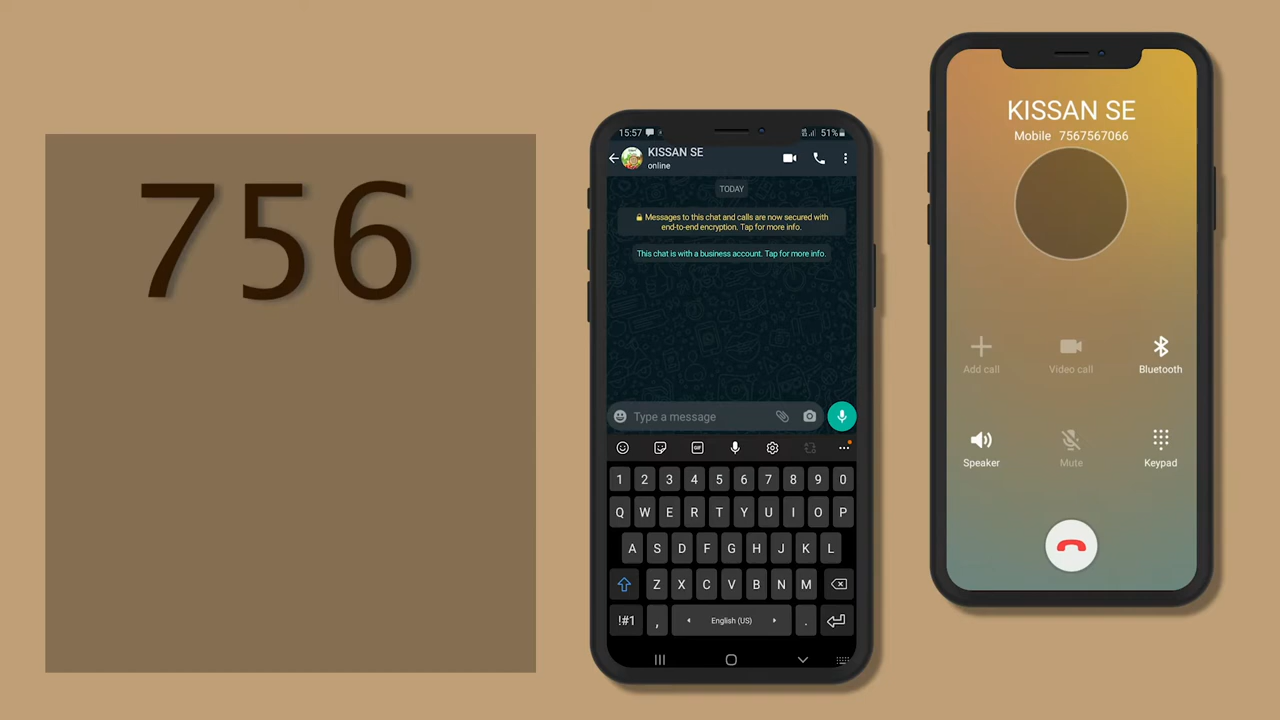 756
15:57
51%
KISSAN SE
online
TODAY
Messages to this chat and calls are now secured with
end-to-end encryption. Tap for more info.
This chat is with a business account. Tap for more info.
Type a message
GIF
1 2 3 4 5 6 7 8 9 0
Q W E R T Y U I O P
A S D F G H J K L
Z X C V B N M
!#1 , English (US) .
KISSAN SE
Mobile 7567567066
Add call
Video call
Bluetooth
Speaker
Mute
Keypad